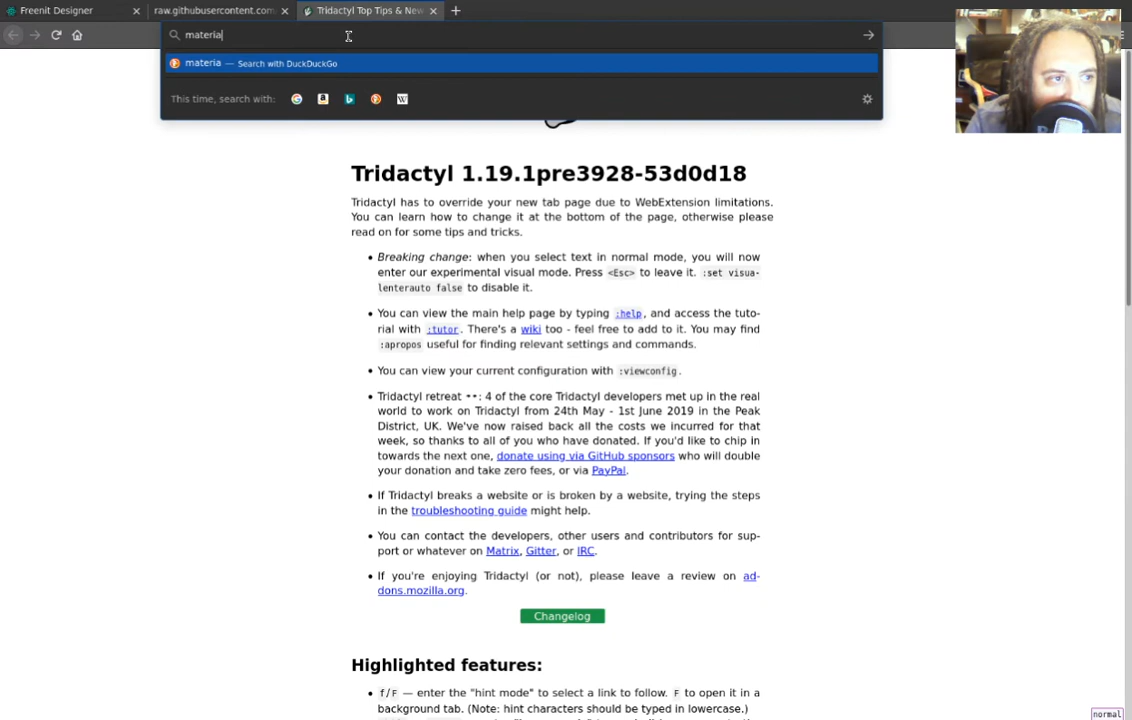 Freenit Designer
raw.githubusercontent.com
Tridactyl Top Tips & New
materia
materia — Search with DuckDuckGo
This time, search with:
Tridactyl 1.19.1pre3928-53d0d18
Tridactyl has to override your new tab page due to WebExtension limitations.
You can learn how to change it at the bottom of the page, otherwise please
read on for some tips and tricks.
• Breaking change: when you select text in normal mode, you will now
enter our experimental visual mode. Press <Esc> to leave it. :set visua-
lenterauto false to disable it.
• You can view the main help page by typing :help, and access the tuto-
rial with :tutor. There's a wiki too - feel free to add to it. You may find
:apropos useful for finding relevant settings and commands.
• You can view your current configuration with :viewconfig.
• Tridactyl retreat ••: 4 of the core Tridactyl developers met up in the real
world to work on Tridactyl from 24th May - 1st June 2019 in the Peak
District, UK. We've now raised back all the costs we incurred for that
week, so thanks to all of you who have donated. If you'd like to chip in
towards the next one, donate using via GitHub sponsors who will double
your donation and take zero fees, or via PayPal.
• If Tridactyl breaks a website or is broken by a website, trying the steps
in the troubleshooting guide might help.
• You can contact the developers, other users and contributors for sup-
port or whatever on Matrix, Gitter, or IRC.
• If you're enjoying Tridactyl (or not), please leave a review on ad-
dons.mozilla.org.
Changelog
Highlighted features:
• f/F — enter the "hint mode" to select a link to follow. F to open it in a
background tab. (Note: hint characters should be typed in lowercase.)
normal